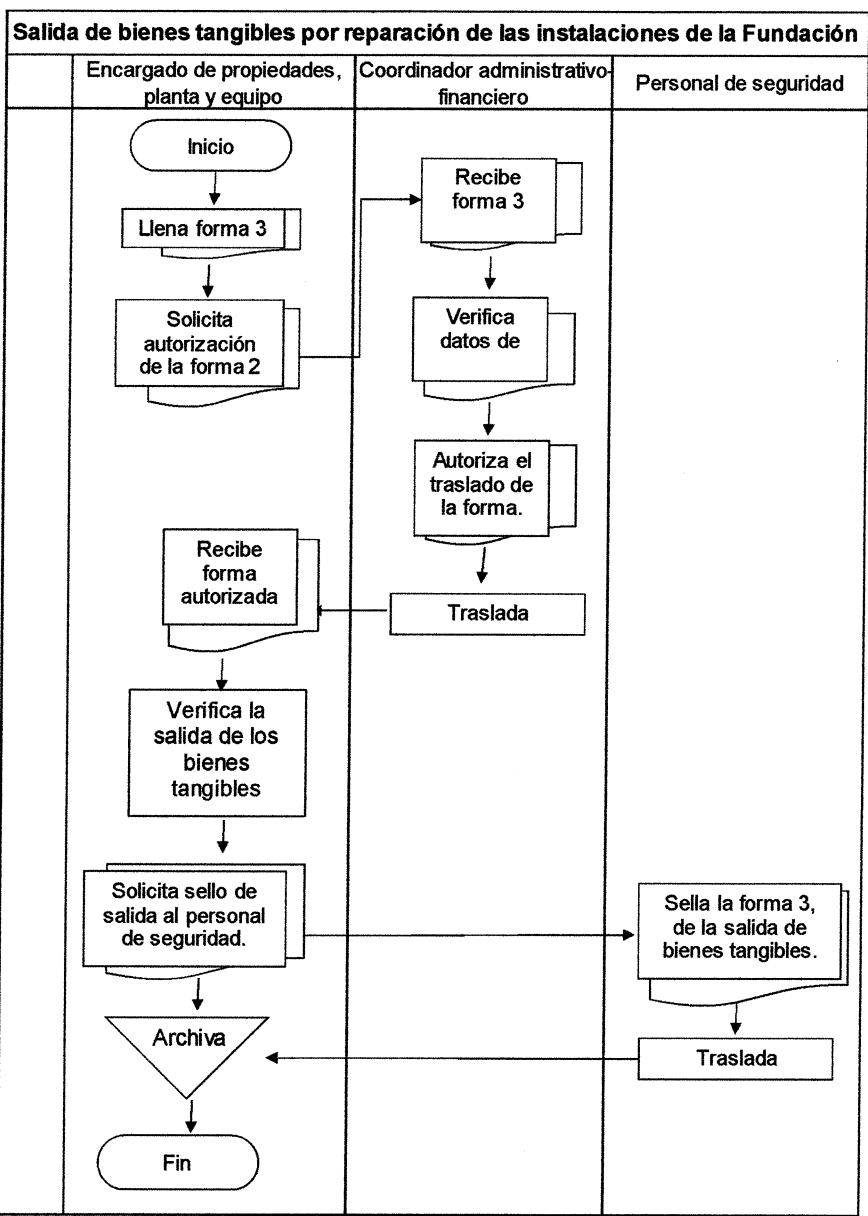 Salida de bienes tangibles por reparación de las instalaciones de la Fundación
Encargado de propiedades,
planta y equipo
Coordinador administrativo-
financiero
Personal de seguridad
Inicio
Llena forma 3
Solicita
autorización
de la forma 2
Recibe
forma 3
Verifica
datos de
Autoriza el
traslado de
la forma.
Traslada
Recibe
forma
autorizada
Verifica la
salida de los
bienes
tangibles
Solicita sello de
salida al personal
de seguridad.
Sella la forma 3,
de la salida de
bienes tangibles.
Traslada
Archiva
Fin